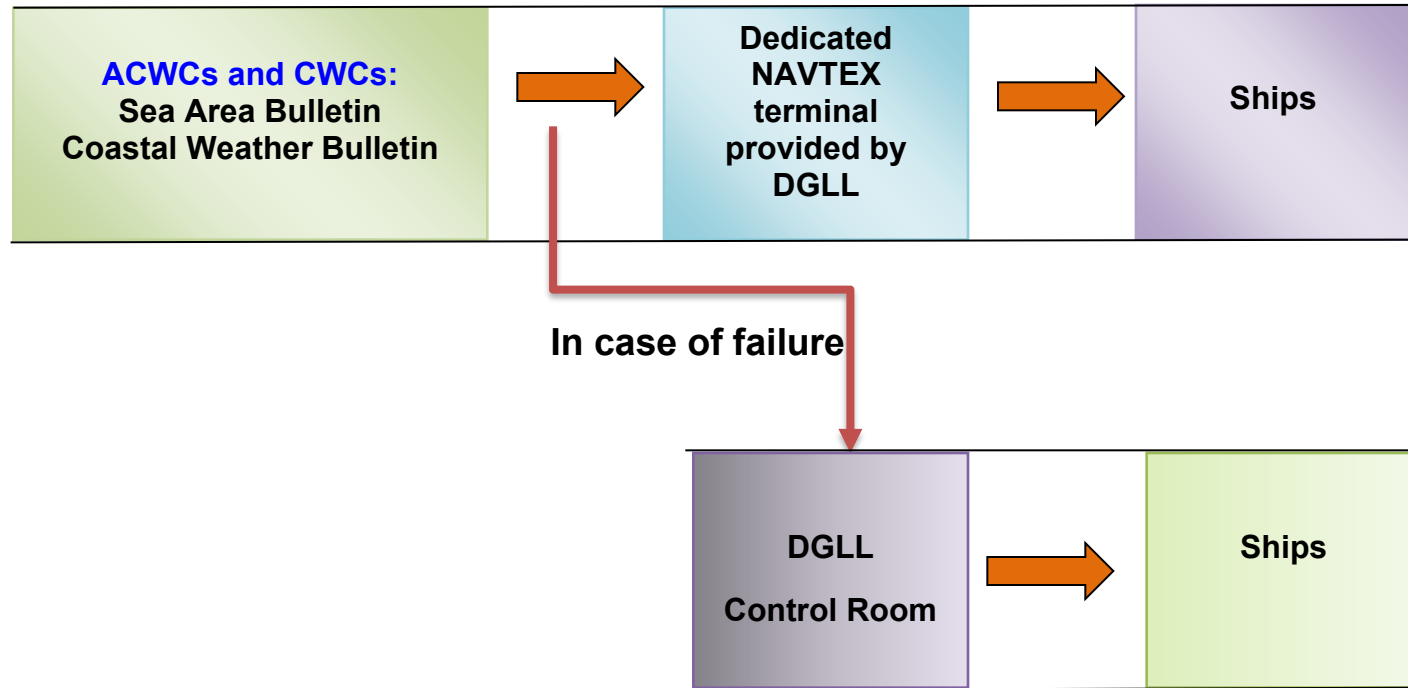 ACWCs and CWCs:
Sea Area Bulletin
Coastal Weather Bulletin
Dedicated
NAVTEX
terminal
provided by
DGLL
Ships
In case of failure
DGLL
Control Room
Ships